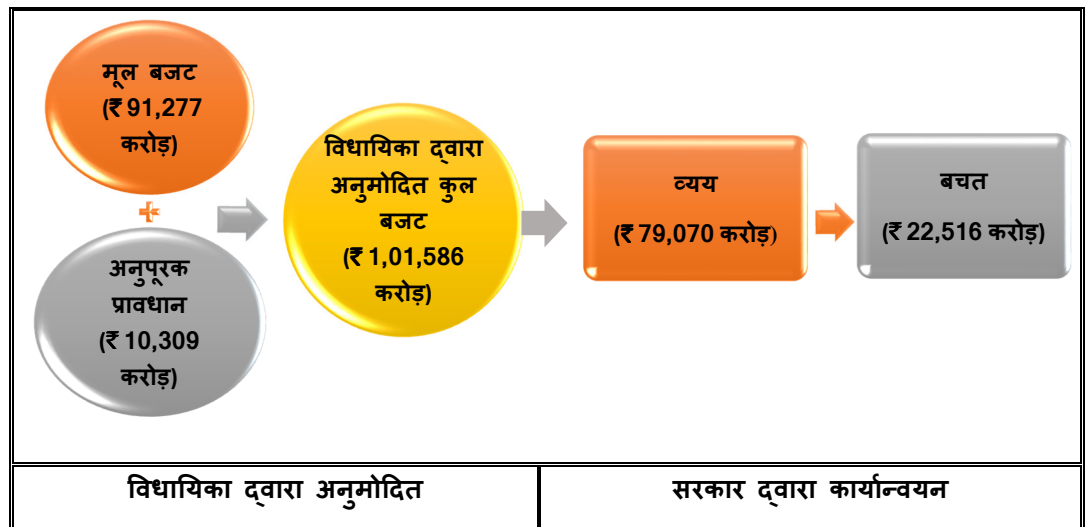 मूल बजट
(₹ 91,277
करोड़)
+
अनुपूरक
प्रावधान
(₹ 10,309
करोड़)
विधायिका द्वारा
अनुमोदित कुल
बजट
(₹ 1,01,586
करोड़)
व्यय
(₹ 79,070 करोड़)
बचत
(₹ 22,516 करोड़)
विधायिका द्वारा अनुमोदित
सरकार द्वारा कार्यान्वयन